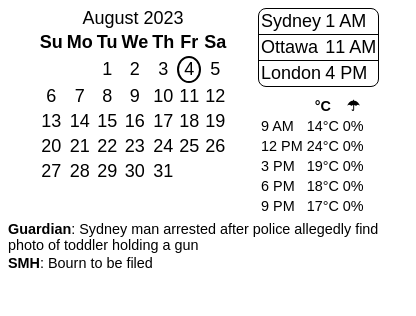 August 2023
Su Mo Tu We Th Fr Sa
1 2 3 4 5
6 7 8 9 10 11 12
13 14 15 16 17 18 19
20 21 22 23 24 25 26
27 28 29 30 31
Sydney 1 AM
Ottawa 11 AM
London 4 PM
°C ☂
9 AM 14°C 0%
12 PM 24°C 0%
3 PM 19°C 0%
6 PM 18°C 0%
9 PM 17°C 0%
Guardian: Sydney man arrested after police allegedly find
photo of toddler holding a gun
SMH: Bourn to be filed